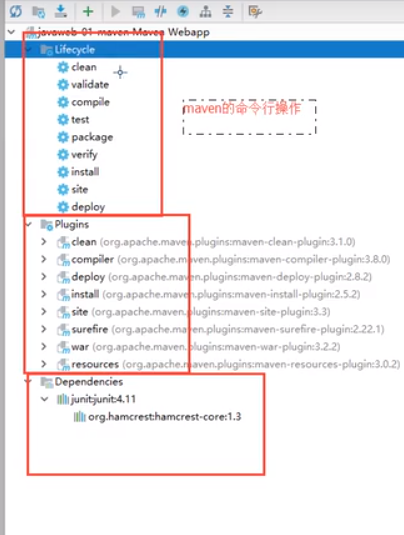 javaweb-01-maven Maven Webapp
Lifecycle
clean
validate
maven的命令行操作
compile
test
package
verify
install
site
deploy
Plugins
clean (org.apache.maven.plugins:maven-clean-plugin:3.1.0)
compiler (org.apache.maven.plugins:maven-compiler-plugin:3.8.0)
deploy (org.apache.maven.plugins:maven-deploy-plugin:2.8.2)
install (org.apache.maven.plugins:maven-install-plugin:2.5.2)
site (org.apache.maven.plugins:maven-site-plugin:3.3)
surefire (org.apache.maven.plugins:maven-surefire-plugin:2.22.1)
war (org.apache.maven.plugins:maven-war-plugin:3.2.2)
resources (org.apache.maven.plugins:maven-resources-plugin:3.0.2)
Dependencies
junit:junit:4.11
org.hamcrest:hamcrest-core:1.3